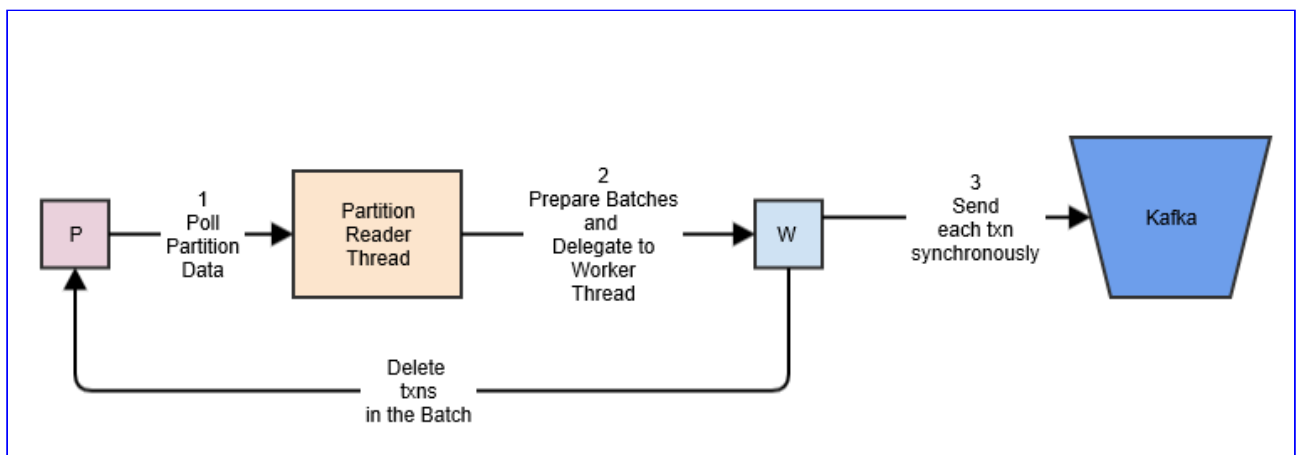 P
1
Poll
Partition
Data
Partition
Reader
Thread
2
Prepare Batches
and
Delegate to
Worker
Thread
W
3
Send
each txn
synchronously
Kafka
Delete
txns
in the Batch